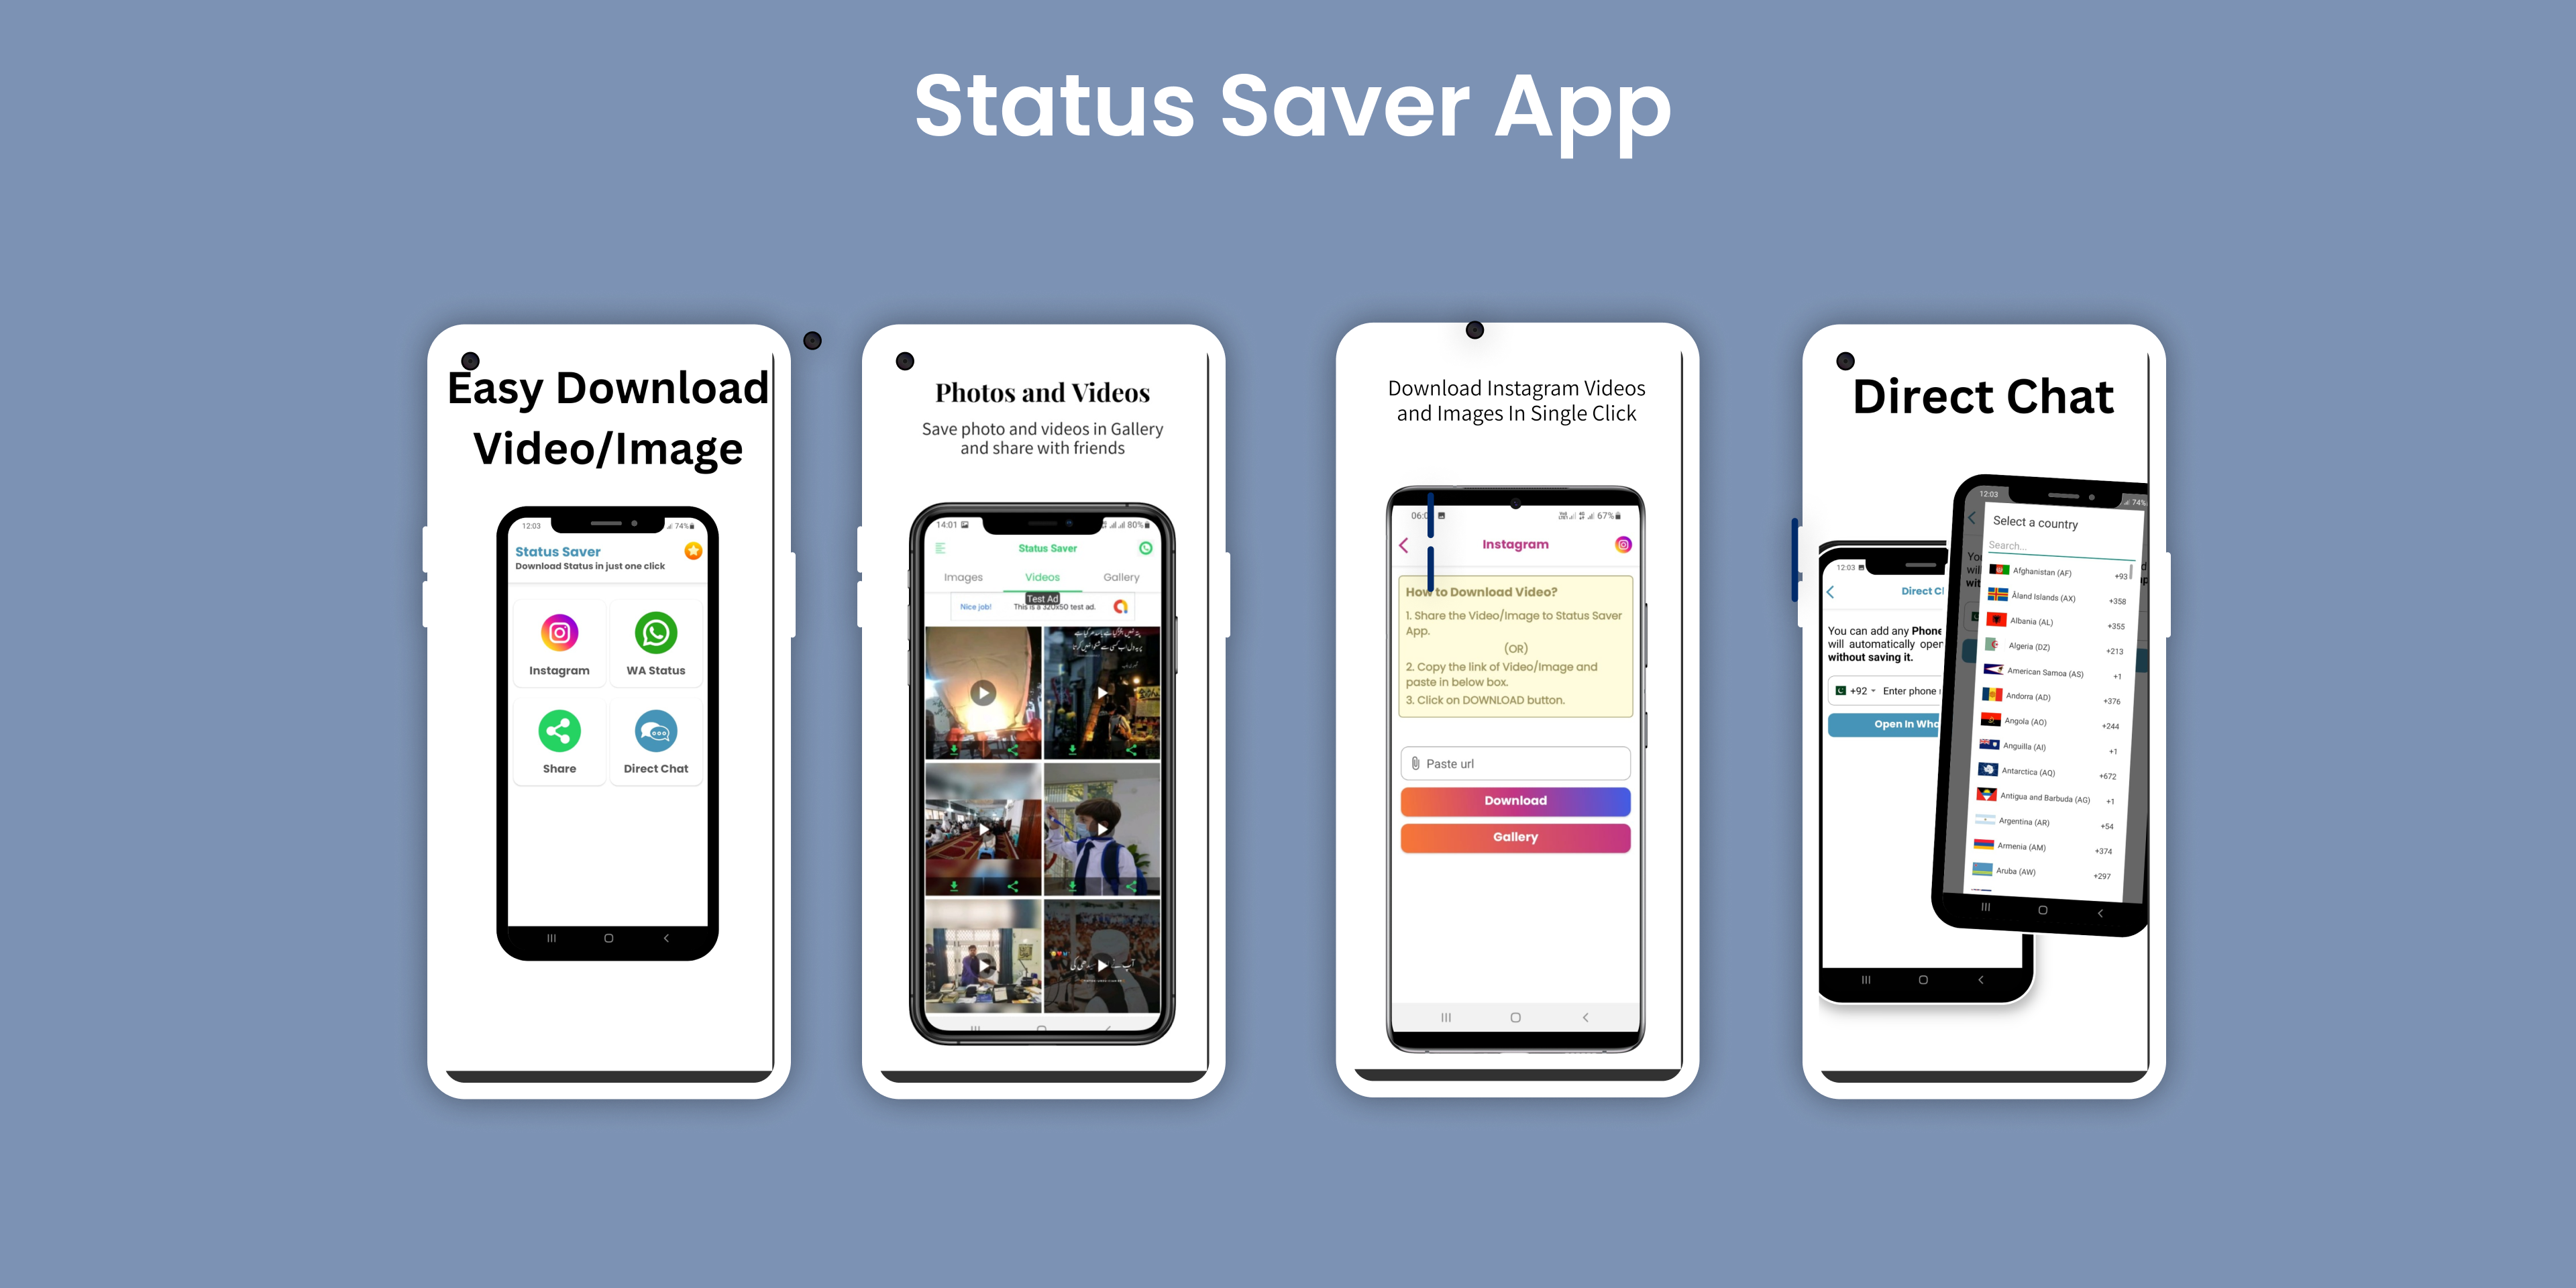 Status Saver App
Easy Download
Video/Image
12:03
74%
Status Saver
Download Status in just one click
Instagram
WA Status
Share
Direct Chat
Photos and Videos
Save photo and videos in Gallery
and share with friends
14:01
80%
Status Saver
Images
Videos
Gallery
Test Ad
Nice job!
This is a 320x50 test ad.
Download Instagram Videos
and Images In Single Click
06:0
67%
Instagram
How to Download Video?
1. Share the Video/Image to Status Saver
App.
(OR)
2. Copy the link of Video/Image and
paste in below box.
3. Click on DOWNLOAD button.
Paste url
Download
Gallery
Direct Chat
12:03
Direct C
You can add any Phone
will automatically open
without saving it.
+92
Enter phone
Open In Wha
12:03
74%
Select a country
Search...
Afghanistan (AF) +93
Åland Islands (AX) +358
Albania (AL) +355
Algeria (DZ) +213
American Samoa (AS) +1
Andorra (AD) +376
Angola (AO) +244
Anguilla (AI) +1
Antarctica (AQ) +672
Antigua and Barbuda (AG) +1
Argentina (AR) +54
Armenia (AM) +374
Aruba (AW) +297